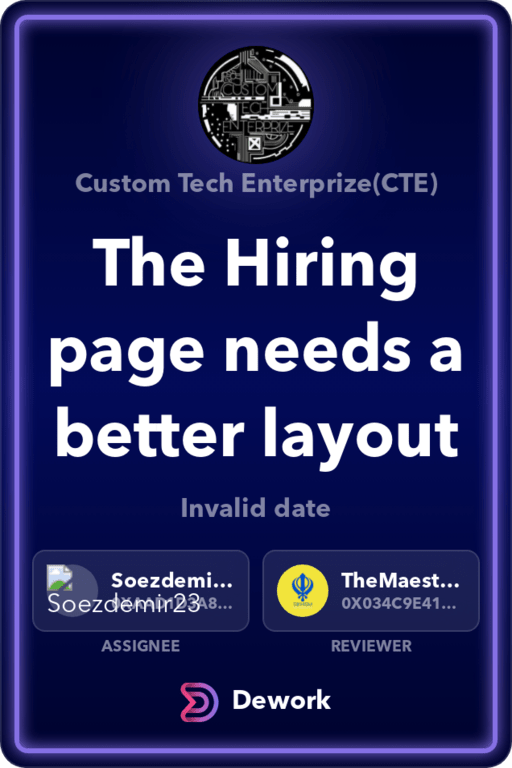 CUSTOM
TECH
ENTERPRIZE
Custom Tech Enterprize(CTE)
The Hiring
page needs a
better layout
Invalid date
Soezdemi...
Soezdemir23
ASSIGNEE
TheMaest...
0X034C9E41...
REVIEWER
Dework